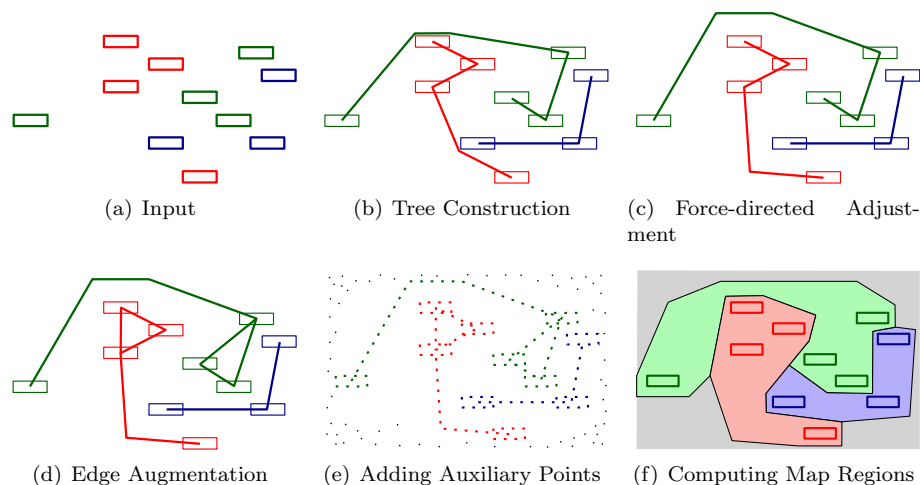 (a) Input
(b) Tree Construction
(c) Force-directed Adjust-
ment
(d) Edge Augmentation
(e) Adding Auxiliary Points
(f) Computing Map Regions